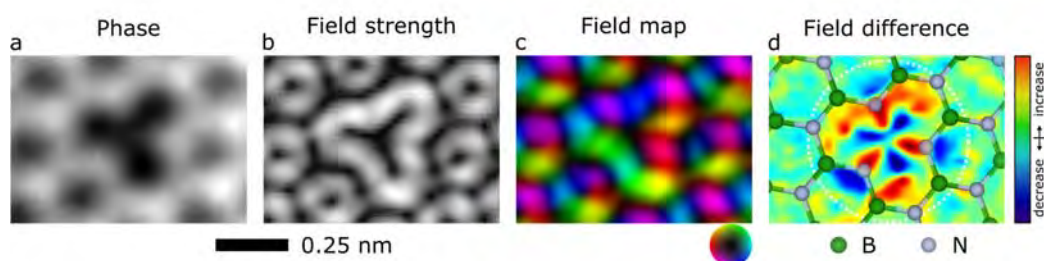 Phase
Field strength
Field map
Field difference
a
b
c
d
decrease ←|→ increase
0.25 nm
B
N